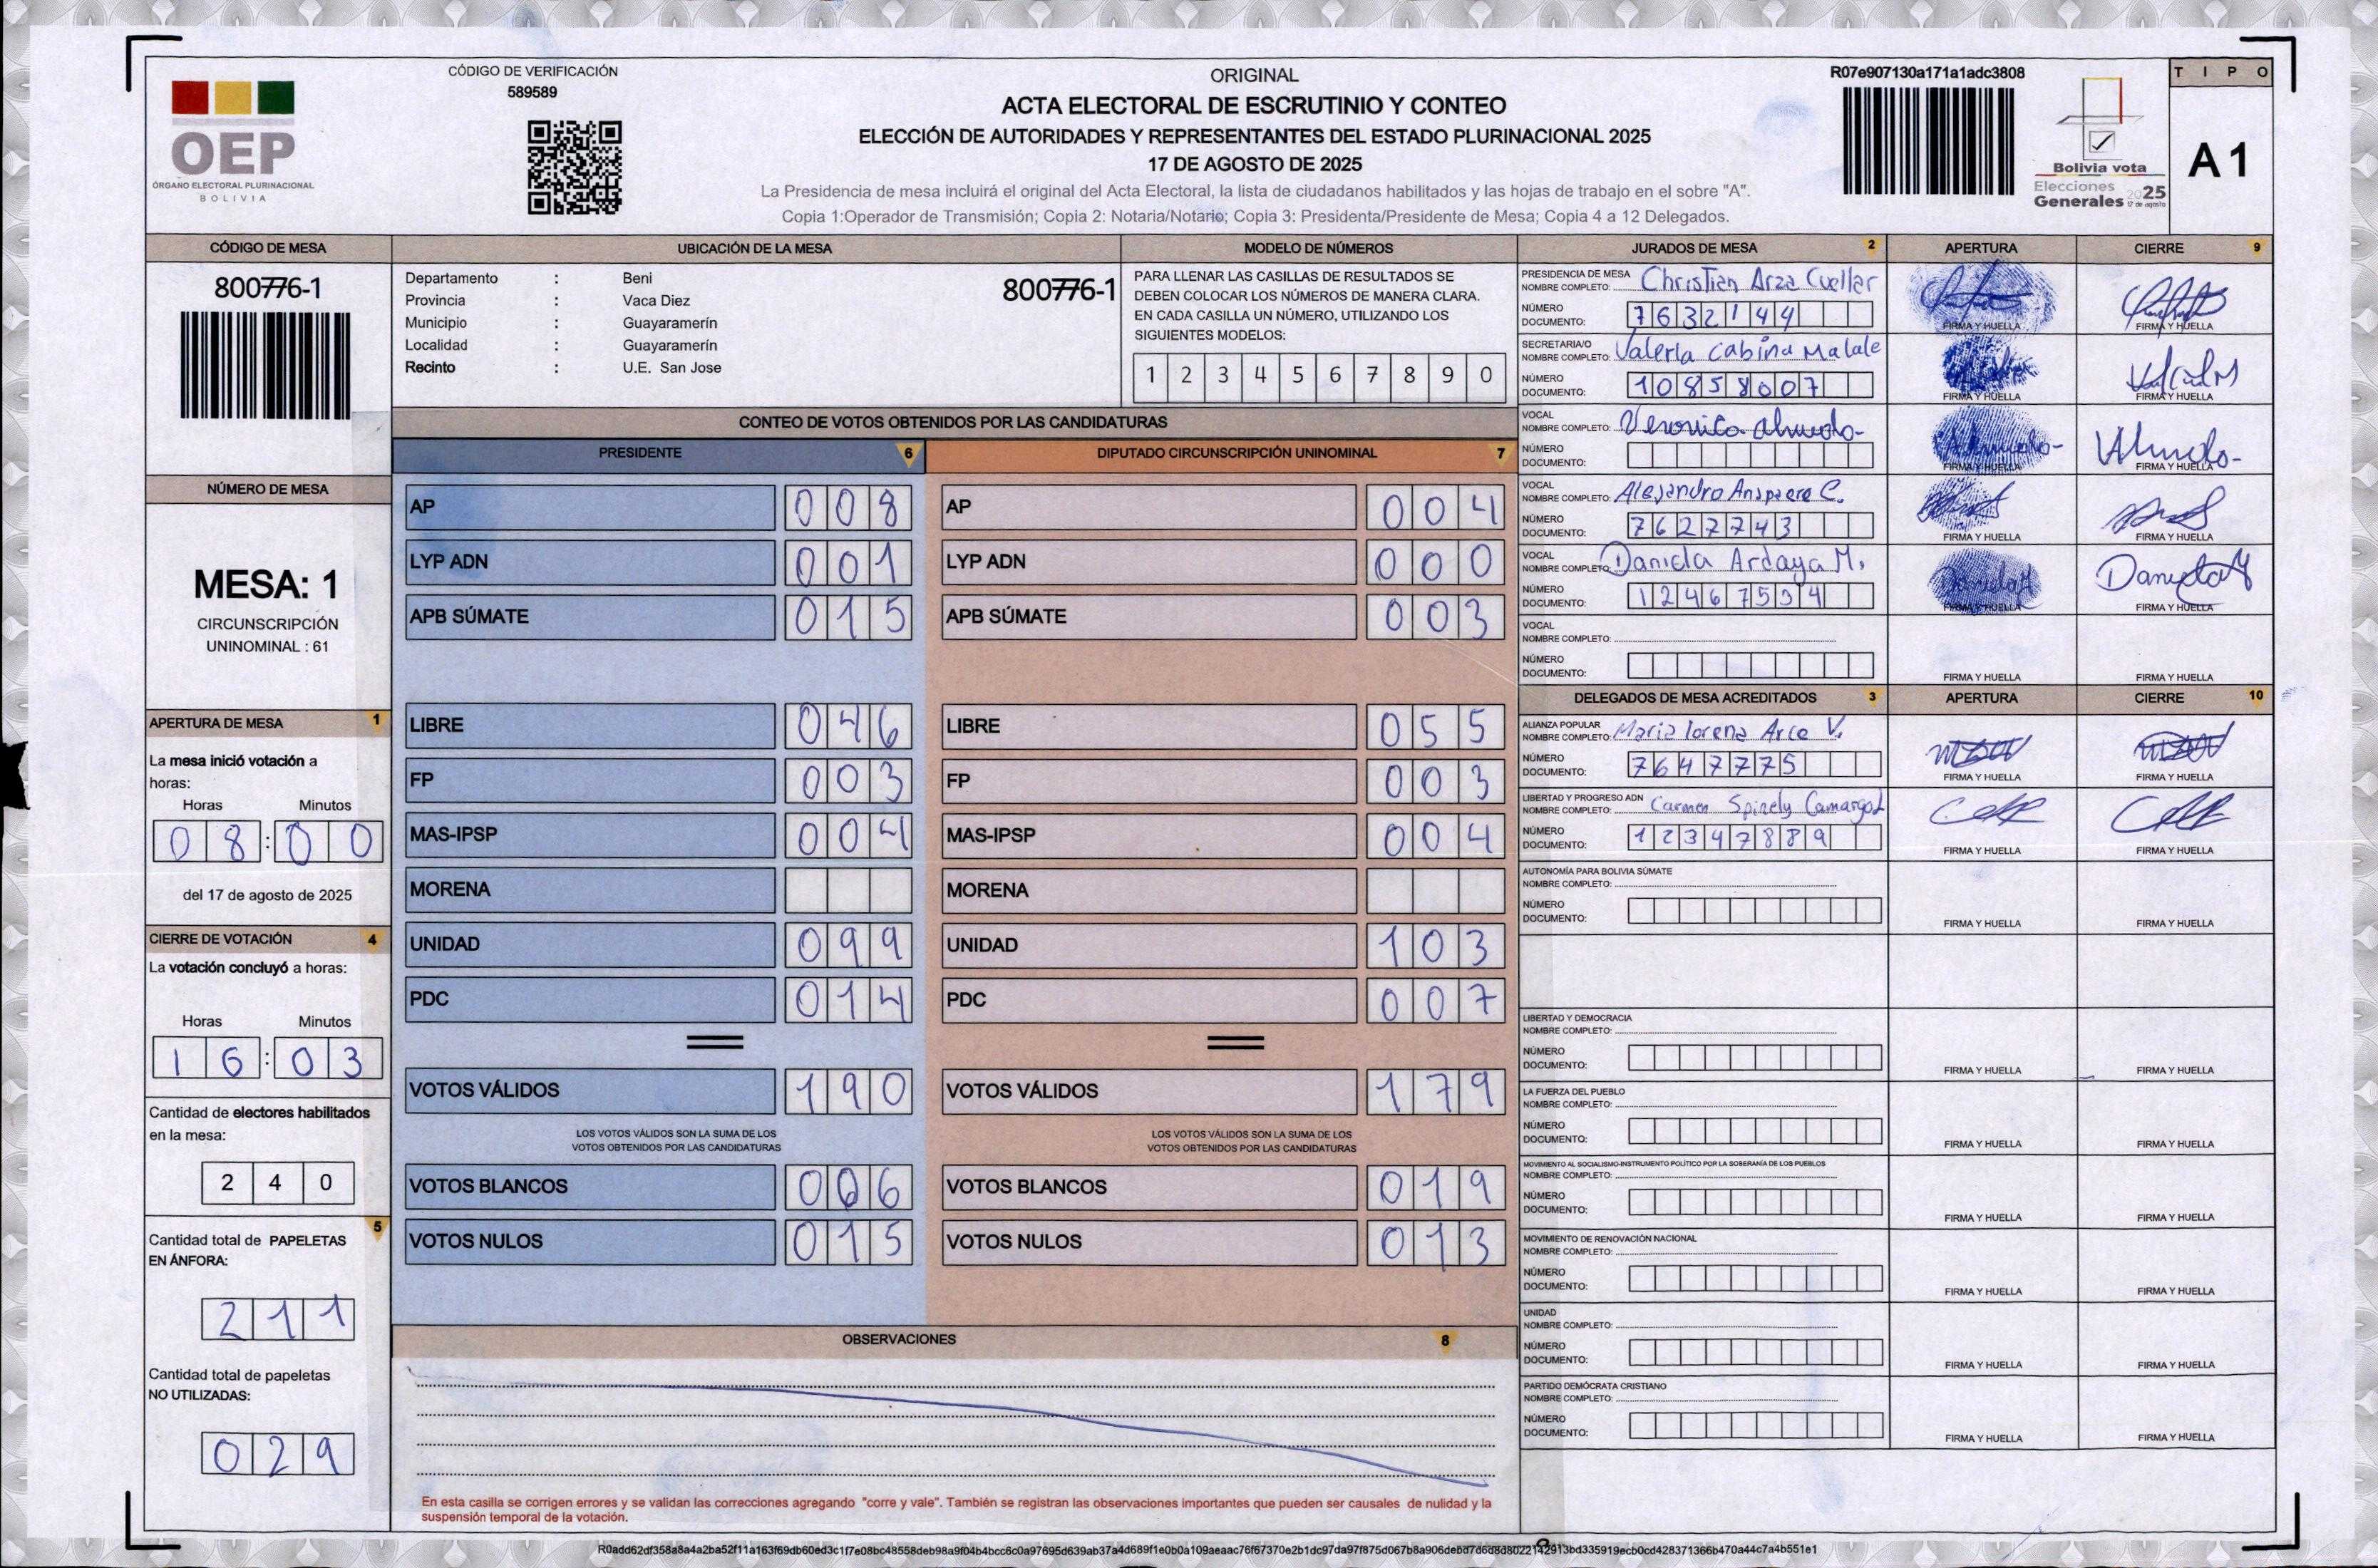 CÓDIGO DE VERIFICACIÓN
589589
OEP
ÓRGANO ELECTORAL PLURINACIONAL
BOLIVIA
ORIGINAL
ACTA ELECTORAL DE ESCRUTINIO Y CONTEO
ELECCIÓN DE AUTORIDADES Y REPRESENTANTES DEL ESTADO PLURINACIONAL 2025
17 DE AGOSTO DE 2025
La Presidencia de mesa incluirá el original del Acta Electoral, la lista de ciudadanos habilitados y las hojas de trabajo en el sobre "A".
Copia 1:Operador de Transmisión; Copia 2: Notaria/Notario; Copia 3: Presidenta/Presidente de Mesa; Copia 4 a 12 Delegados.
R07e907130a171a1adc3808
Bolivia vota
Elecciones
Generales 2025
17 de agosto
TIPO
A1
CÓDIGO DE MESA
800776-1
NÚMERO DE MESA
MESA: 1
CIRCUNSCRIPCIÓN
UNINOMINAL : 61
APERTURA DE MESA 1
La mesa inició votación a
horas:
Horas Minutos
08:00
del 17 de agosto de 2025
CIERRE DE VOTACIÓN 4
La votación concluyó a horas:
Horas Minutos
16:03
Cantidad de electores habilitados
en la mesa:
240
5
Cantidad total de PAPELETAS
EN ÁNFORA:
211
Cantidad total de papeletas
NO UTILIZADAS:
029
UBICACIÓN DE LA MESA
Departamento : Beni
800776-1
Provincia : Vaca Diez
Municipio : Guayaramerín
Localidad : Guayaramerín
Recinto : U.E. San Jose
MODELO DE NÚMEROS
PARA LLENAR LAS CASILLAS DE RESULTADOS SE
DEBEN COLOCAR LOS NÚMEROS DE MANERA CLARA.
EN CADA CASILLA UN NÚMERO, UTILIZANDO LOS
SIGUIENTES MODELOS:
1 2 3 4 5 6 7 8 9 0
CONTEO DE VOTOS OBTENIDOS POR LAS CANDIDATURAS
PRESIDENTE 6
AP 008
LYP ADN 001
APB SÚMATE 015
LIBRE 046
FP 003
MAS-IPSP 004
MORENA
UNIDAD 099
PDC 014
VOTOS VÁLIDOS 190
LOS VOTOS VÁLIDOS SON LA SUMA DE LOS
VOTOS OBTENIDOS POR LAS CANDIDATURAS
VOTOS BLANCOS 006
VOTOS NULOS 015
DIPUTADO CIRCUNSCRIPCIÓN UNINOMINAL 7
AP 004
LYP ADN 000
APB SÚMATE 003
LIBRE 055
FP 003
MAS-IPSP 004
MORENA
UNIDAD 103
PDC 007
VOTOS VÁLIDOS 179
LOS VOTOS VÁLIDOS SON LA SUMA DE LOS
VOTOS OBTENIDOS POR LAS CANDIDATURAS
VOTOS BLANCOS 019
VOTOS NULOS 013
OBSERVACIONES 8
En esta casilla se corrigen errores y se validan las correcciones agregando "corre y vale". También se registran las observaciones importantes que pueden ser causales de nulidad y la
suspensión temporal de la votación.
JURADOS DE MESA 2 APERTURA CIERRE 9
PRESIDENCIA DE MESA
NOMBRE COMPLETO: Christian Arza Cuellar
NÚMERO
DOCUMENTO: 7632144
FIRMA Y HUELLA FIRMA Y HUELLA
SECRETARIA/O
NOMBRE COMPLETO: Valeria Cabina Malale
NÚMERO
DOCUMENTO: 10858007
FIRMA Y HUELLA FIRMA Y HUELLA
VOCAL
NOMBRE COMPLETO: Veronica
NÚMERO
DOCUMENTO:
FIRMA Y HUELLA FIRMA Y HUELLA
VOCAL
NOMBRE COMPLETO: Alejandro C.
NÚMERO
DOCUMENTO: 7627743
FIRMA Y HUELLA FIRMA Y HUELLA
VOCAL
NOMBRE COMPLETO: Daniela Ardaya M.
NÚMERO
DOCUMENTO: 12467534
FIRMA Y HUELLA FIRMA Y HUELLA
VOCAL
NOMBRE COMPLETO:
NÚMERO
DOCUMENTO:
FIRMA Y HUELLA FIRMA Y HUELLA
DELEGADOS DE MESA ACREDITADOS 3 APERTURA CIERRE 10
ALIANZA POPULAR
NOMBRE COMPLETO: Maria lorena Arce V.
NÚMERO
DOCUMENTO: 7647775
FIRMA Y HUELLA FIRMA Y HUELLA
LIBERTAD Y PROGRESO ADN
NOMBRE COMPLETO: Carmen Spinely Camargo
NÚMERO
DOCUMENTO: 12347889
FIRMA Y HUELLA FIRMA Y HUELLA
AUTONOMÍA PARA BOLIVIA SÚMATE
NOMBRE COMPLETO:
NÚMERO
DOCUMENTO:
FIRMA Y HUELLA FIRMA Y HUELLA
LIBERTAD Y DEMOCRACIA
NOMBRE COMPLETO:
NÚMERO
DOCUMENTO:
FIRMA Y HUELLA FIRMA Y HUELLA
LA FUERZA DEL PUEBLO
NOMBRE COMPLETO:
NÚMERO
DOCUMENTO:
FIRMA Y HUELLA FIRMA Y HUELLA
MOVIMIENTO AL SOCIALISMO-INSTRUMENTO POLÍTICO POR LA SOBERANÍA DE LOS PUEBLOS
NOMBRE COMPLETO:
NÚMERO
DOCUMENTO:
FIRMA Y HUELLA FIRMA Y HUELLA
MOVIMIENTO DE RENOVACIÓN NACIONAL
NOMBRE COMPLETO:
NÚMERO
DOCUMENTO:
FIRMA Y HUELLA FIRMA Y HUELLA
UNIDAD
NOMBRE COMPLETO:
NÚMERO
DOCUMENTO:
FIRMA Y HUELLA FIRMA Y HUELLA
PARTIDO DEMÓCRATA CRISTIANO
NOMBRE COMPLETO:
NÚMERO
DOCUMENTO:
FIRMA Y HUELLA FIRMA Y HUELLA